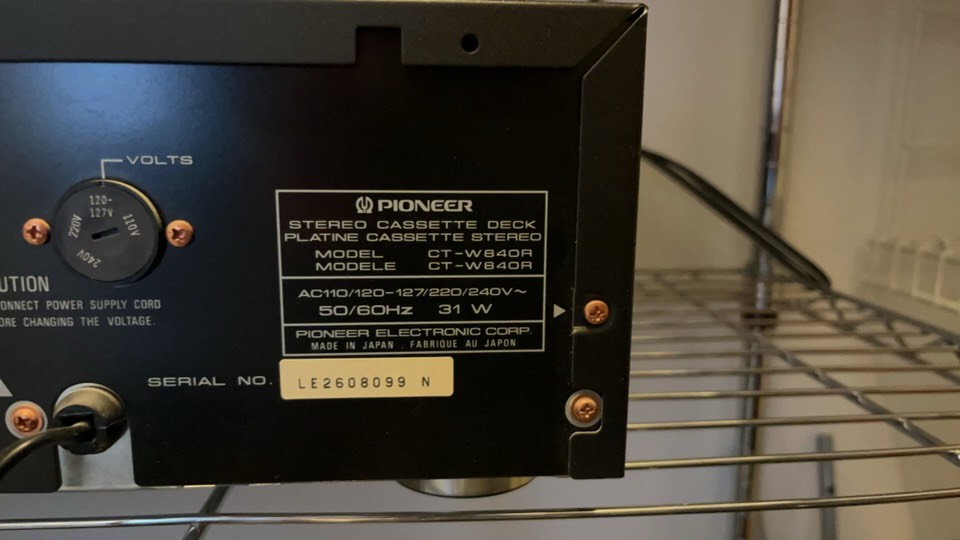 VOLTS
120-
127V
110V
220V
240V
UTION
ONNECT POWER SUPPLY CORD
ORE CHANGING THE VOLTAGE.
PIONEER
STEREO CASSETTE DECK
PLATINE CASSETTE STEREO
MODEL CT-W840R
MODELE CT-W840R
AC110/120-127/220/240V~
50/60Hz 31 W
PIONEER ELECTRONIC CORP.
MADE IN JAPAN . FABRIQUE AU JAPON
SERIAL NO. LE2608099 N